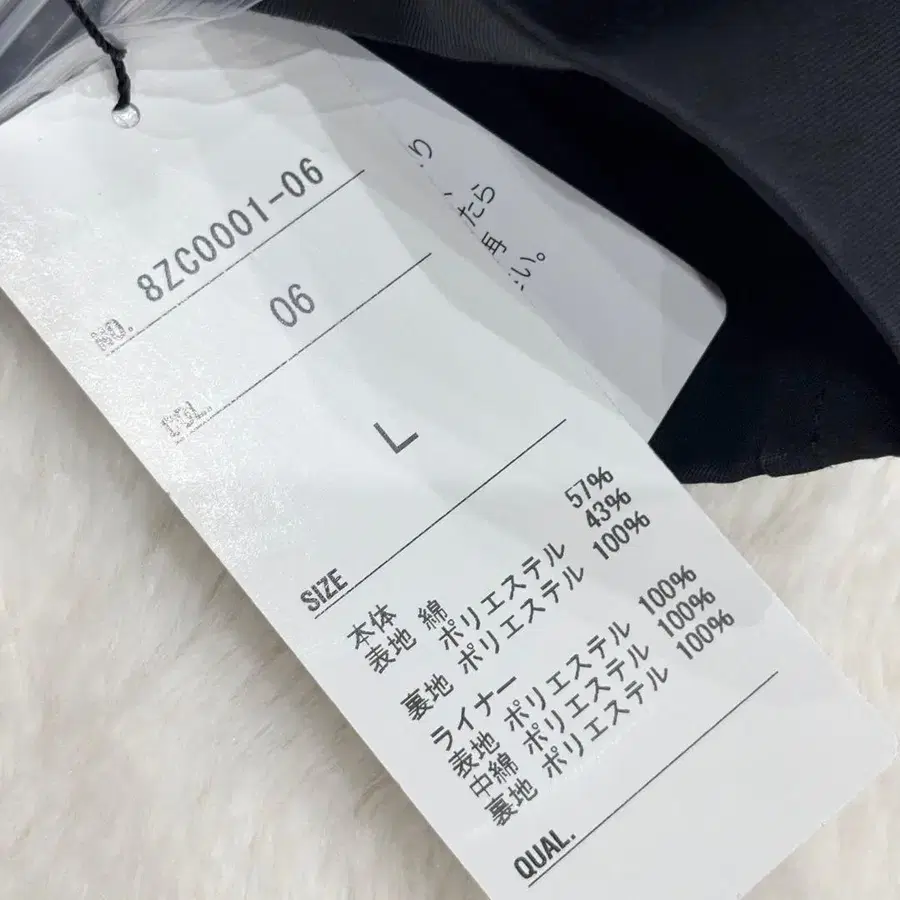 NO. 8ZC0001-06
COL. 06
SIZE L
本体
表地 綿 57%
ポリエステル 43%
裏地 ポリエステル 100%
ライナー
表地 ポリエステル 100%
中綿 ポリエステル 100%
裏地 ポリエステル 100%
QUAL.
り
たら
再
い。